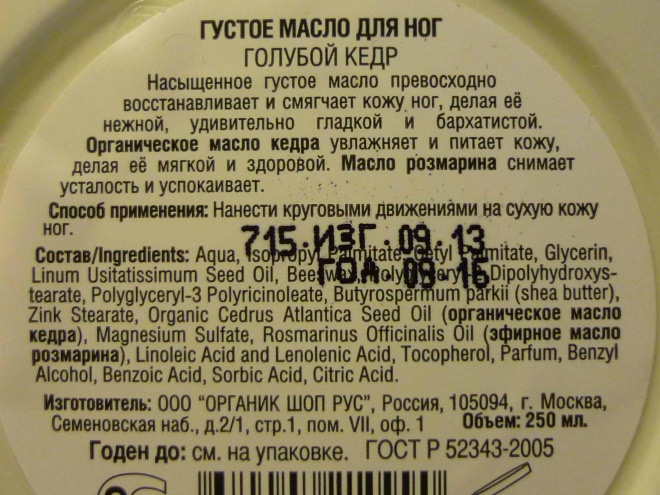 ГУСТОЕ МАСЛО ДЛЯ НОГ
ГОЛУБОЙ КЕДР
Насыщенное густое масло превосходно
восстанавливает и смягчает кожу ног, делая её
нежной, удивительно гладкой и бархатистой.
Органическое масло кедра увлажняет и питает кожу,
делая её мягкой и здоровой. Масло розмарина снимает
усталость и успокаивает.
Способ применения: Нанести круговыми движениями на сухую кожу
ног.
715.ИЗГ.09.13
ГОД.09 16
Состав/Ingredients: Aqua, Isopropyl Palmitate, Cetyl Palmitate, Glycerin,
Linum Usitatissimum Seed Oil, Dipolyhydroxys-
tearate, Polyglyceryl-3 Polyricinoleate, Butyrospermum parkii (shea butter),
Zink Stearate, Organic Cedrus Atlantica Seed Oil (органическое масло
кедра), Magnesium Sulfate, Rosmarinus Officinalis Oil (эфирное масло
розмарина), Linoleic Acid and Lenolenic Acid, Tocopherol, Parfum, Benzyl
Alcohol, Benzoic Acid, Sorbic Acid, Citric Acid.
Изготовитель: ООО "ОРГАНИК ШОП РУС", Россия, 105094, г. Москва,
Семеновская наб., д.2/1, стр.1, пом. VII, оф. 1 Объем: 250 мл.
Годен до: см. на упаковке. ГОСТ Р 52343-2005